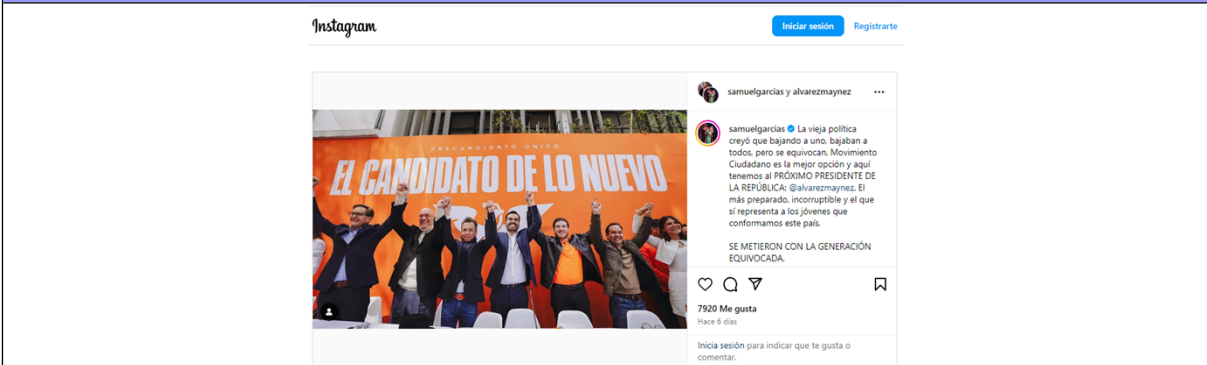 Instagram
Iniciar sesión
Registrarte
PRECANDIDATO ÚNICO
EL CANDIDATO DE LO NUEVO
samuelgarcias y alvarezmaynez
samuelgarcias La vieja política
creyó que bajando a uno, bajaban a
todos, pero se equivocan. Movimiento
Ciudadano es la mejor opción y aquí
tenemos al PRÓXIMO PRESIDENTE DE
LA REPÚBLICA: @alvarezmaynez. El
más preparado, incorruptible y el que
sí representa a los jóvenes que
conformamos este país.
SE METIERON CON LA GENERACIÓN
EQUIVOCADA.
7920 Me gusta
Hace 6 días
Inicia sesión para indicar que te gusta o
comentar.